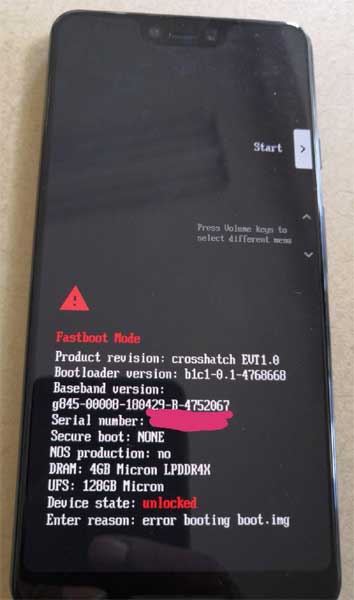 Start
Press Volume keys to
select different menu
Fastboot Mode
Product revision: crosshatch EVT1.0
Bootloader version: b1c1-0.1-4768668
Baseband version:
g845-00008-180429-B-4752067
Serial number:
Secure boot: NONE
NOS production: no
DRAM: 4GB Micron LPDDR4X
UFS: 128GB Micron
Device state: unlocked
Enter reason: error booting boot.img